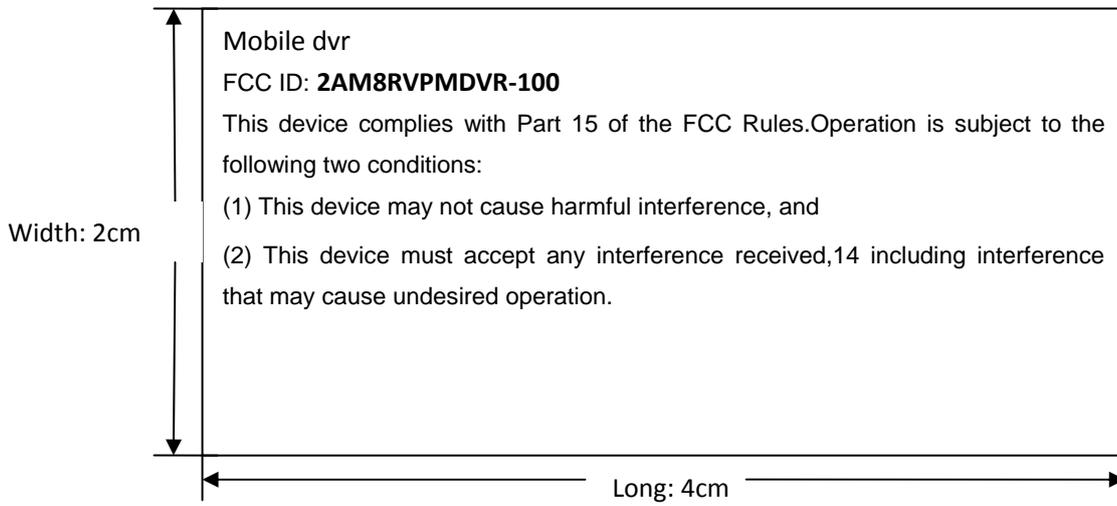 Mobile dvr
FCC ID: 2AM8RVPMDVR-100
This device complies with Part 15 of the FCC Rules.Operation is subject to the
following two conditions:
(1) This device may not cause harmful interference, and
Width: 2cm
(2) This device must accept any interference received,14 including interference
that may cause undesired operation.
Long: 4cm